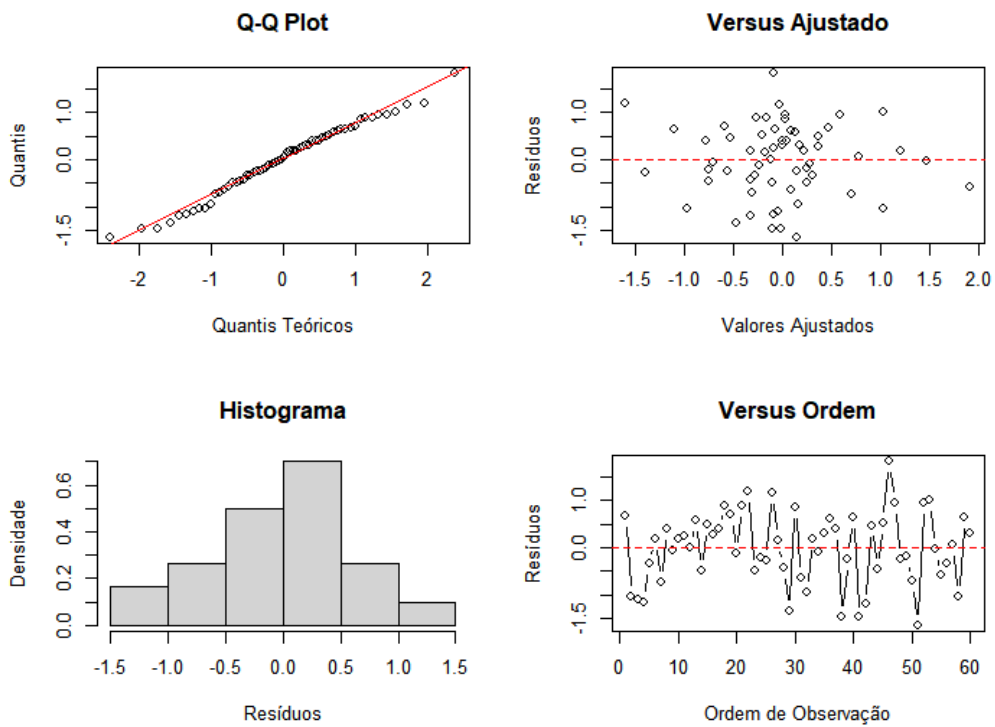 Q-Q Plot
Quantis
-1.5 0.0 1.0
-2 -1 0 1 2
Quantis Teóricos
Versus Ajustado
Resíduos
-1.5 0.0 1.0
-1.5 -1.0 -0.5 0.0 0.5 1.0 1.5 2.0
Valores Ajustados
Histograma
Densidade
0.0 0.2 0.4 0.6
-1.5 -1.0 -0.5 0.0 0.5 1.0 1.5
Resíduos
Versus Ordem
Resíduos
-1.5 0.0 1.0
0 10 20 30 40 50 60
Ordem de Observação